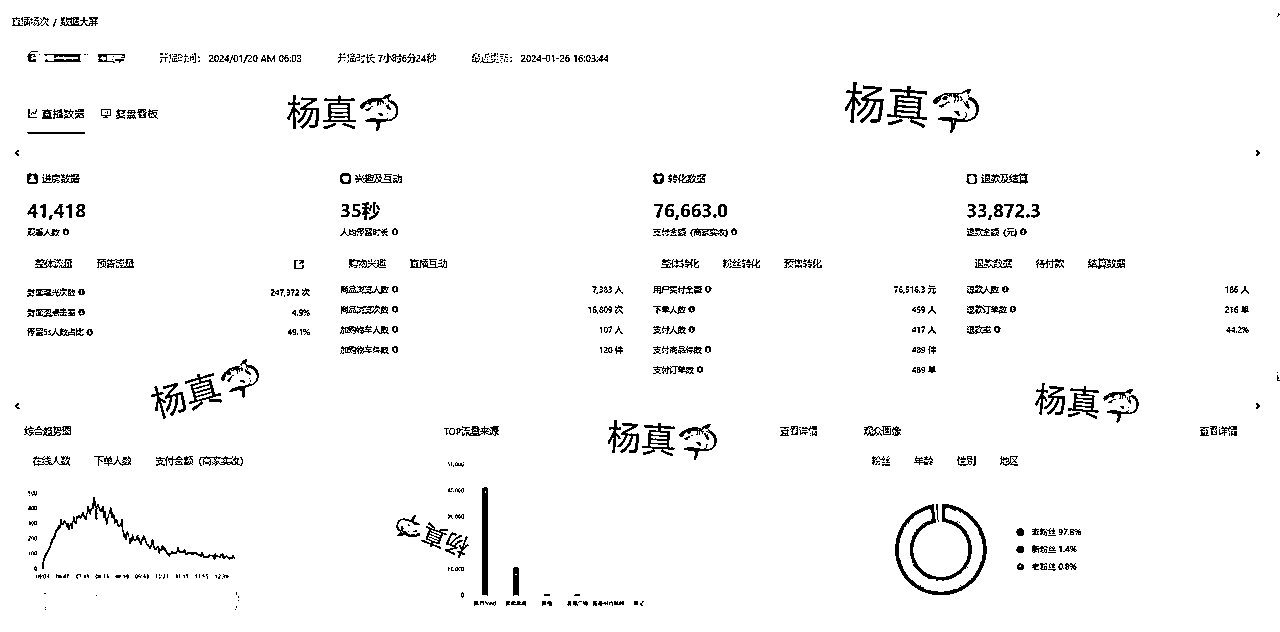 直播场次 / 数据大屏
开播时间： 2024/01/20 AM 06:03 开播时长 7小时6分24秒 最近更新： 2024-01-26 16:03:44
直播数据 复盘看板
杨真
杨真
进房数据
41,418
观看人数
整体流量 预告流量
封面曝光次数 247,372 次
封面点击率 4.9%
停留5s人数占比 49.1%
兴趣及互动
35秒
人均停留时长
购物兴趣 直播互动
商品浏览人数 7,383 人
商品浏览次数 16,809 次
加购物车人数 107 人
加购物车件数 120 件
转化数据
76,663.0
支付金额（商家实收）
整体转化 粉丝转化 预售转化
用户实付金额 76,516.3 元
下单人数 459 人
支付人数 417 人
支付商品件数 489 件
支付订单数 489 单
退款及结算
33,872.3
退款金额（元）
退款数据 待付款 结算数据
退款人数 186 人
退款订单数 216 单
退款率 44.2%
杨真
杨真
杨真
综合趋势图
在线人数 下单人数 支付金额（商家实收）
500
400
300
200
100
0
TOP流量来源 查看详情
杨真
观众画像 查看详情
粉丝 年龄 性别 地区
非粉丝 97.8%
新粉丝 1.4%
老粉丝 0.8%